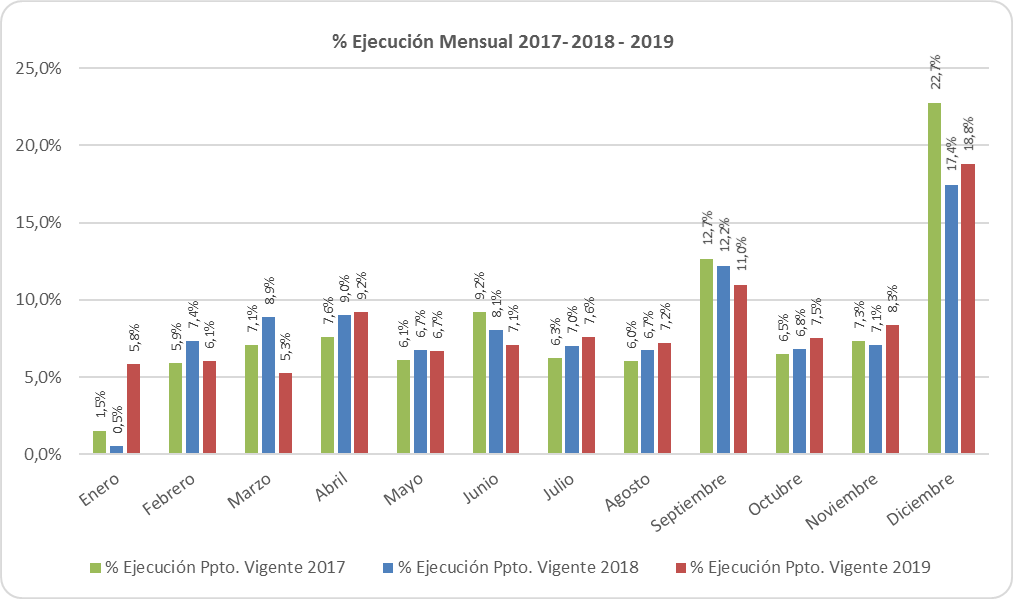 % Ejecución Mensual 2017- 2018 - 2019
25,0%
20,0%
15,0%
10,0%
5,0%
0,0%
1,5%
0,5%
5,8%
5,9%
7,4%
6,1%
7,1%
8,9%
5,3%
7,6%
9,0%
9,2%
6,1%
6,7%
6,7%
9,2%
8,1%
7,1%
6,3%
7,0%
7,6%
6,0%
6,7%
7,2%
12,7%
12,2%
11,0%
6,5%
6,8%
7,5%
7,3%
7,1%
8,3%
22,7%
17,4%
18,8%
Enero
Febrero
Marzo
Abril
Mayo
Junio
Julio
Agosto
Septiembre
Octubre
Noviembre
Diciembre
% Ejecución Ppto. Vigente 2017
% Ejecución Ppto. Vigente 2018
% Ejecución Ppto. Vigente 2019